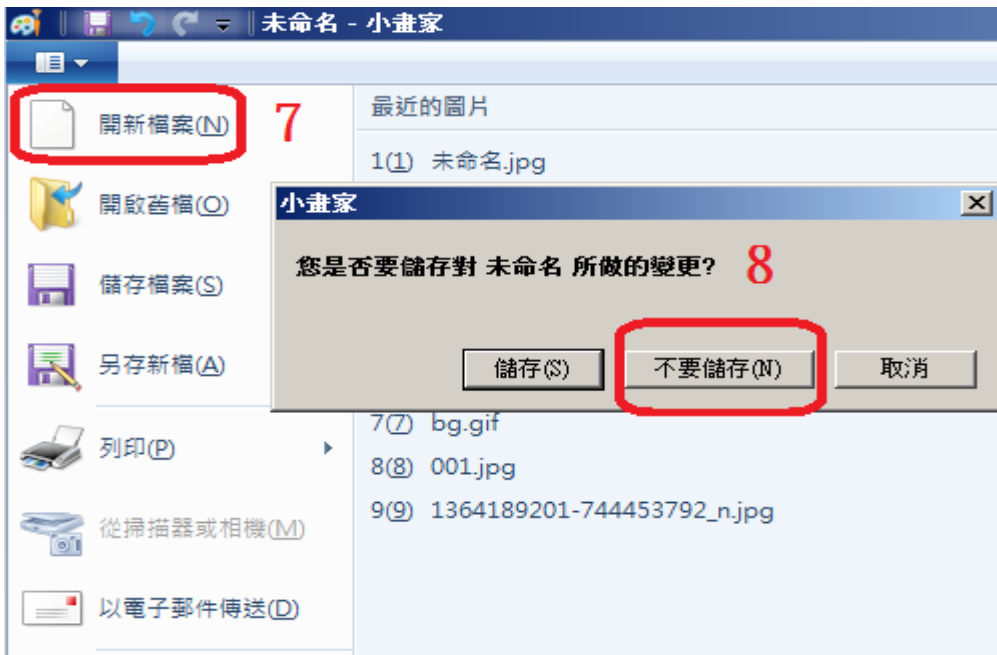 未命名 - 小畫家
開新檔案(N)
7
開啟舊檔(O)
儲存檔案(S)
另存新檔(A)
列印(P)
從掃描器或相機(M)
以電子郵件傳送(D)
最近的圖片
1(1) 未命名.jpg
小畫家
您是否要儲存對 未命名 所做的變更?
8
儲存(S)
不要儲存(N)
取消
7(7) bg.gif
8(8) 001.jpg
9(9) 1364189201-744453792_n.jpg